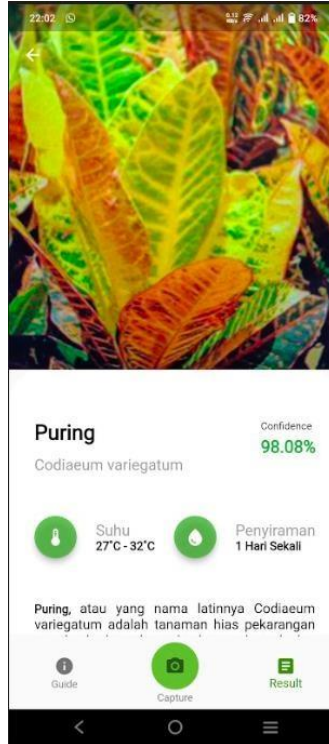 22:02
82%
Puring
Confidence
98.08%
Codiaeum variegatum
Suhu
27°C - 32°C
Penyiraman
1 Hari Sekali
Puring, atau yang nama latinnya Codiaeum
variegatum adalah tanaman hias pekarangan
Guide
Capture
Result